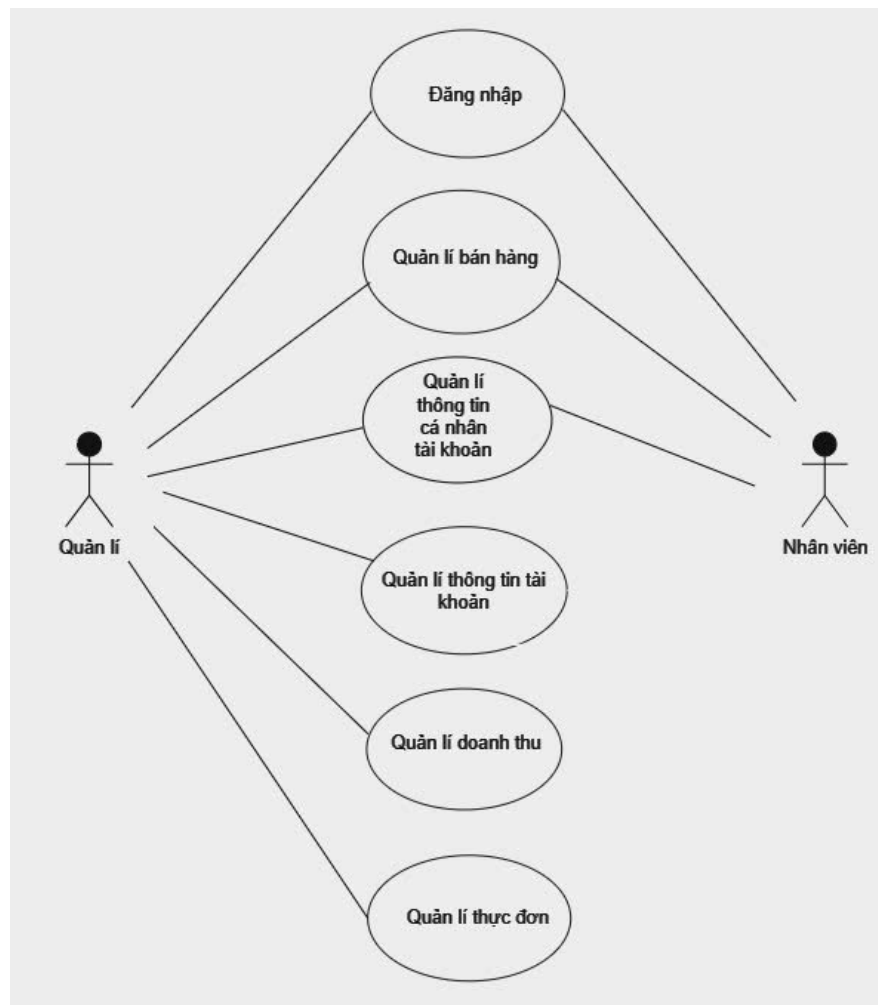 Đăng nhập
Quản lí bán hàng
Quản lí
thông tin
cá nhân
tài khoản
Quản lí
Nhân viên
Quản lí thông tin tài
khoản
Quản lí doanh thu
Quản lí thực đơn